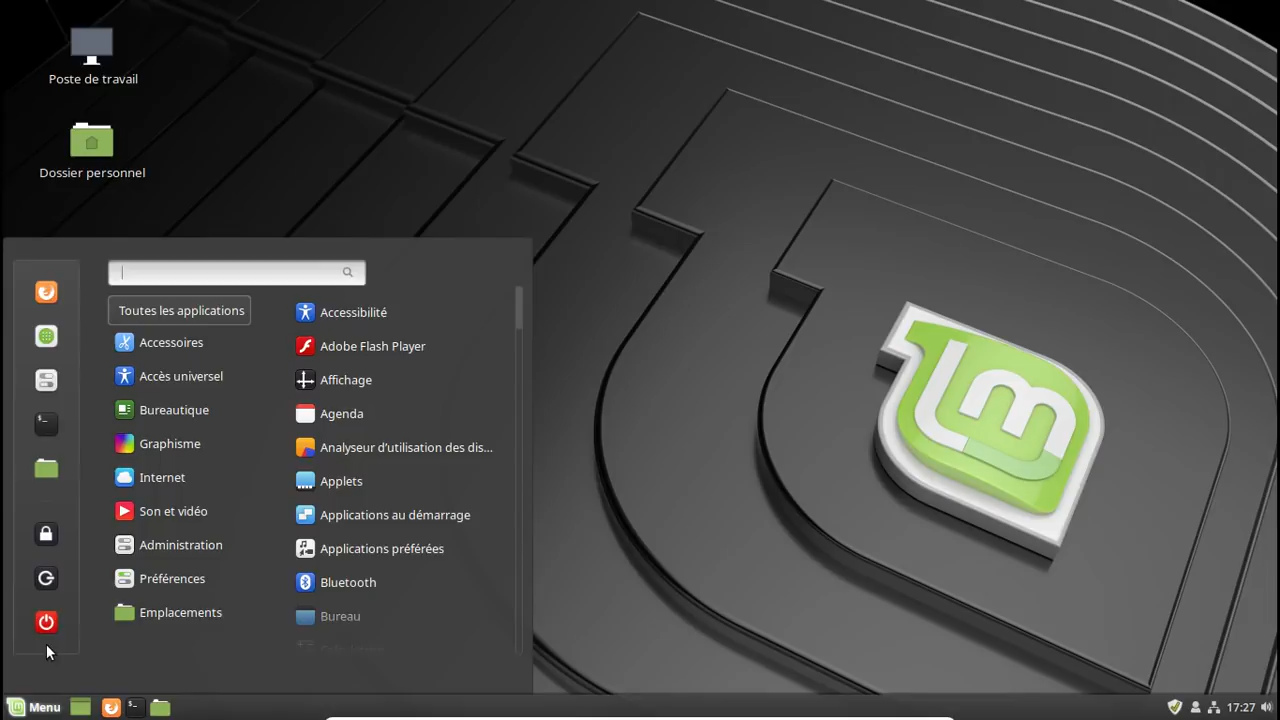 Poste de travail
Dossier personnel
Toutes les applications
Accessoires
Accès universel
Bureautique
Graphisme
Internet
Son et vidéo
Administration
Préférences
Emplacements
Accessibilité
Adobe Flash Player
Affichage
Agenda
Analyseur d'utilisation des dis...
Applets
Applications au démarrage
Applications préférées
Bluetooth
Bureau
lm
Menu
17:27